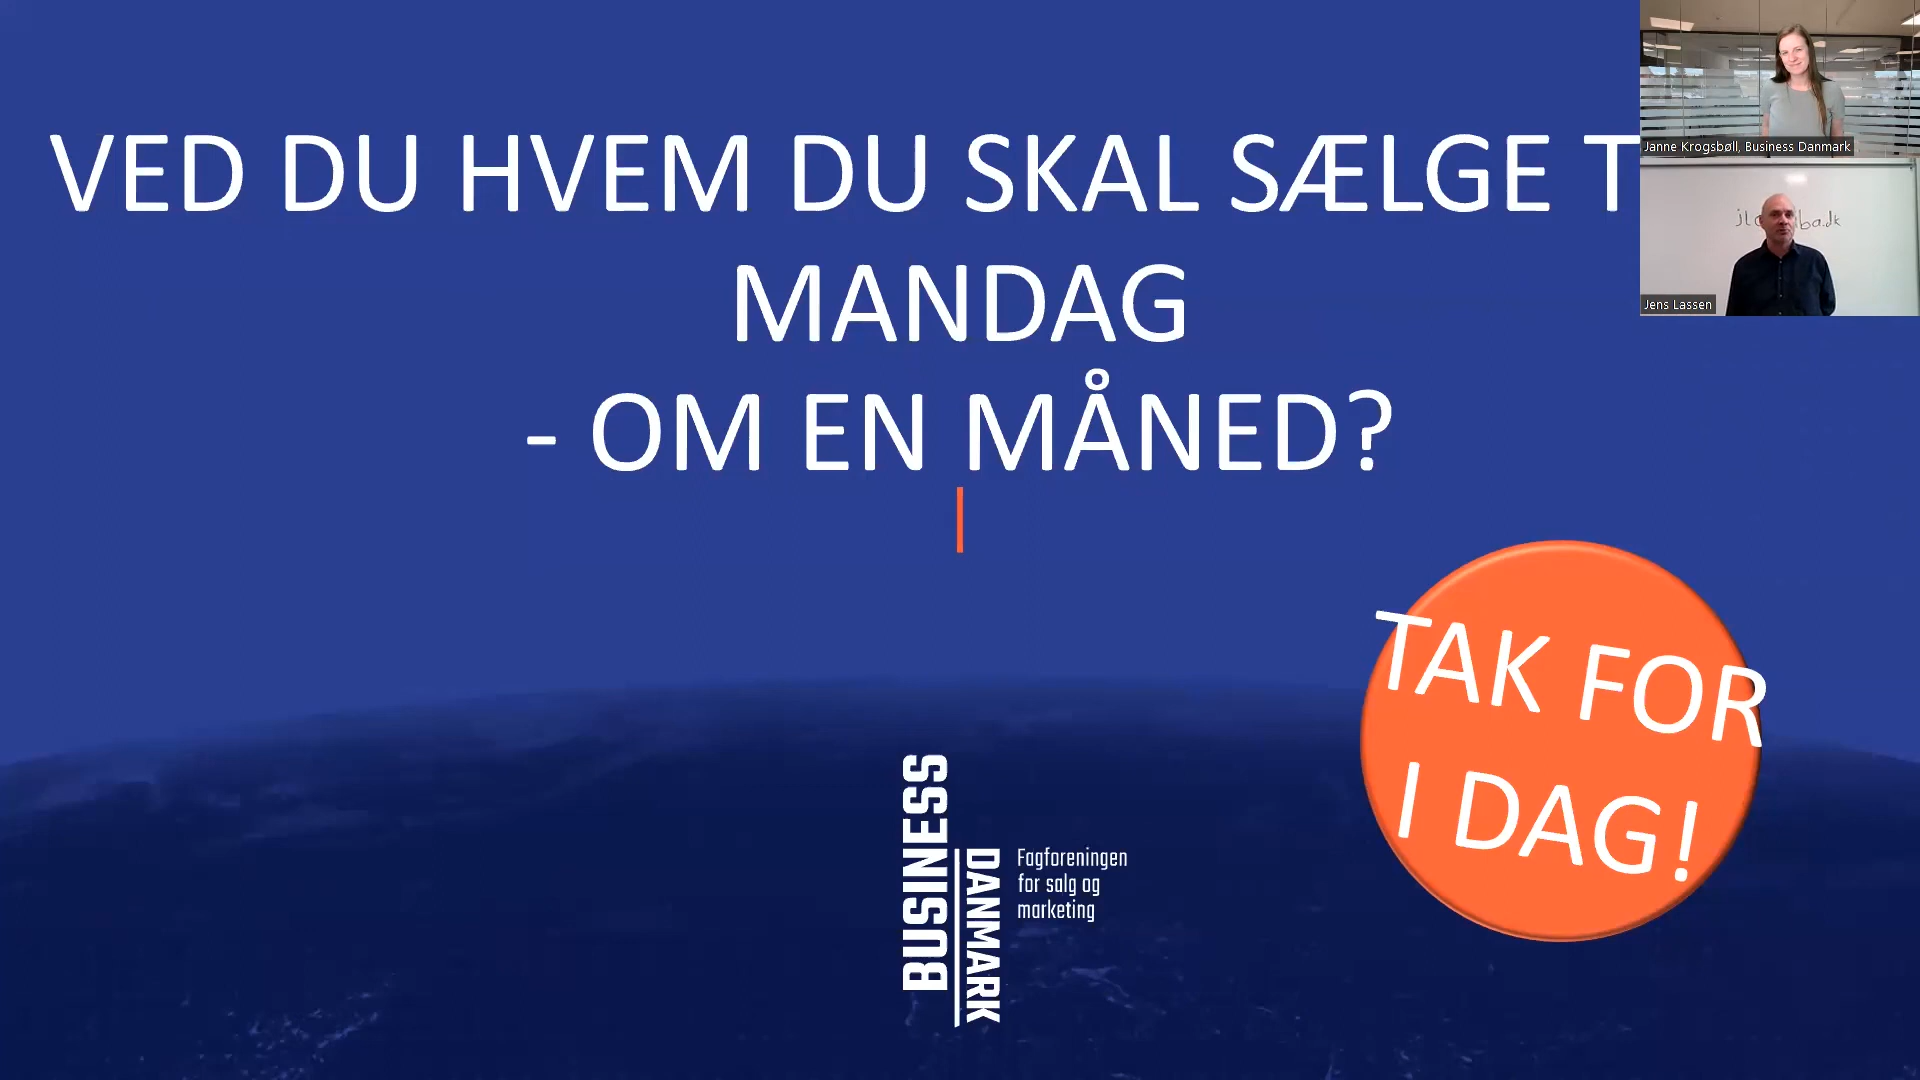 VED DU HVEM DU SKAL SÆLGE T
MANDAG
- OM EN MÅNED?
TAK FOR
I DAG!
BUSINESS
DANMARK
Fagforeningen
for salg og
marketing
Janne Krogsbøll, Business Danmark
Jens Lassen